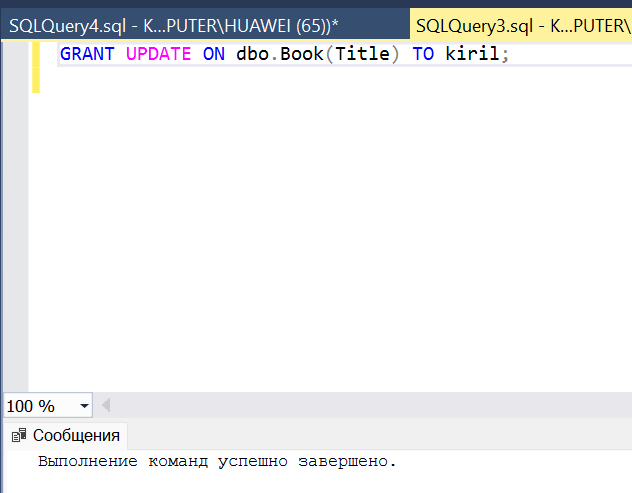 SQLQuery4.sql - K...PUTER\HUAWEI (65))*
SQLQuery3.sql - K...PUTER\
GRANT UPDATE ON dbo.Book(Title) TO kiril;
100 %
Сообщения
Выполнение команд успешно завершено.